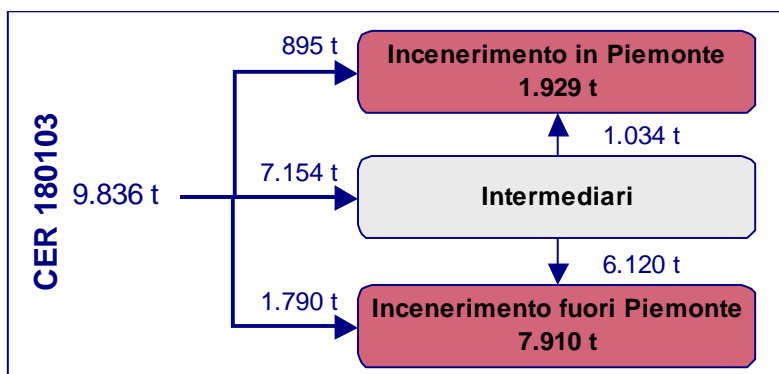 895 t
Incenerimento in Piemonte
1.929 t
1.034 t
CER 180103
9.836 t
7.154 t
Intermediari
6.120 t
1.790 t
Incenerimento fuori Piemonte
7.910 t